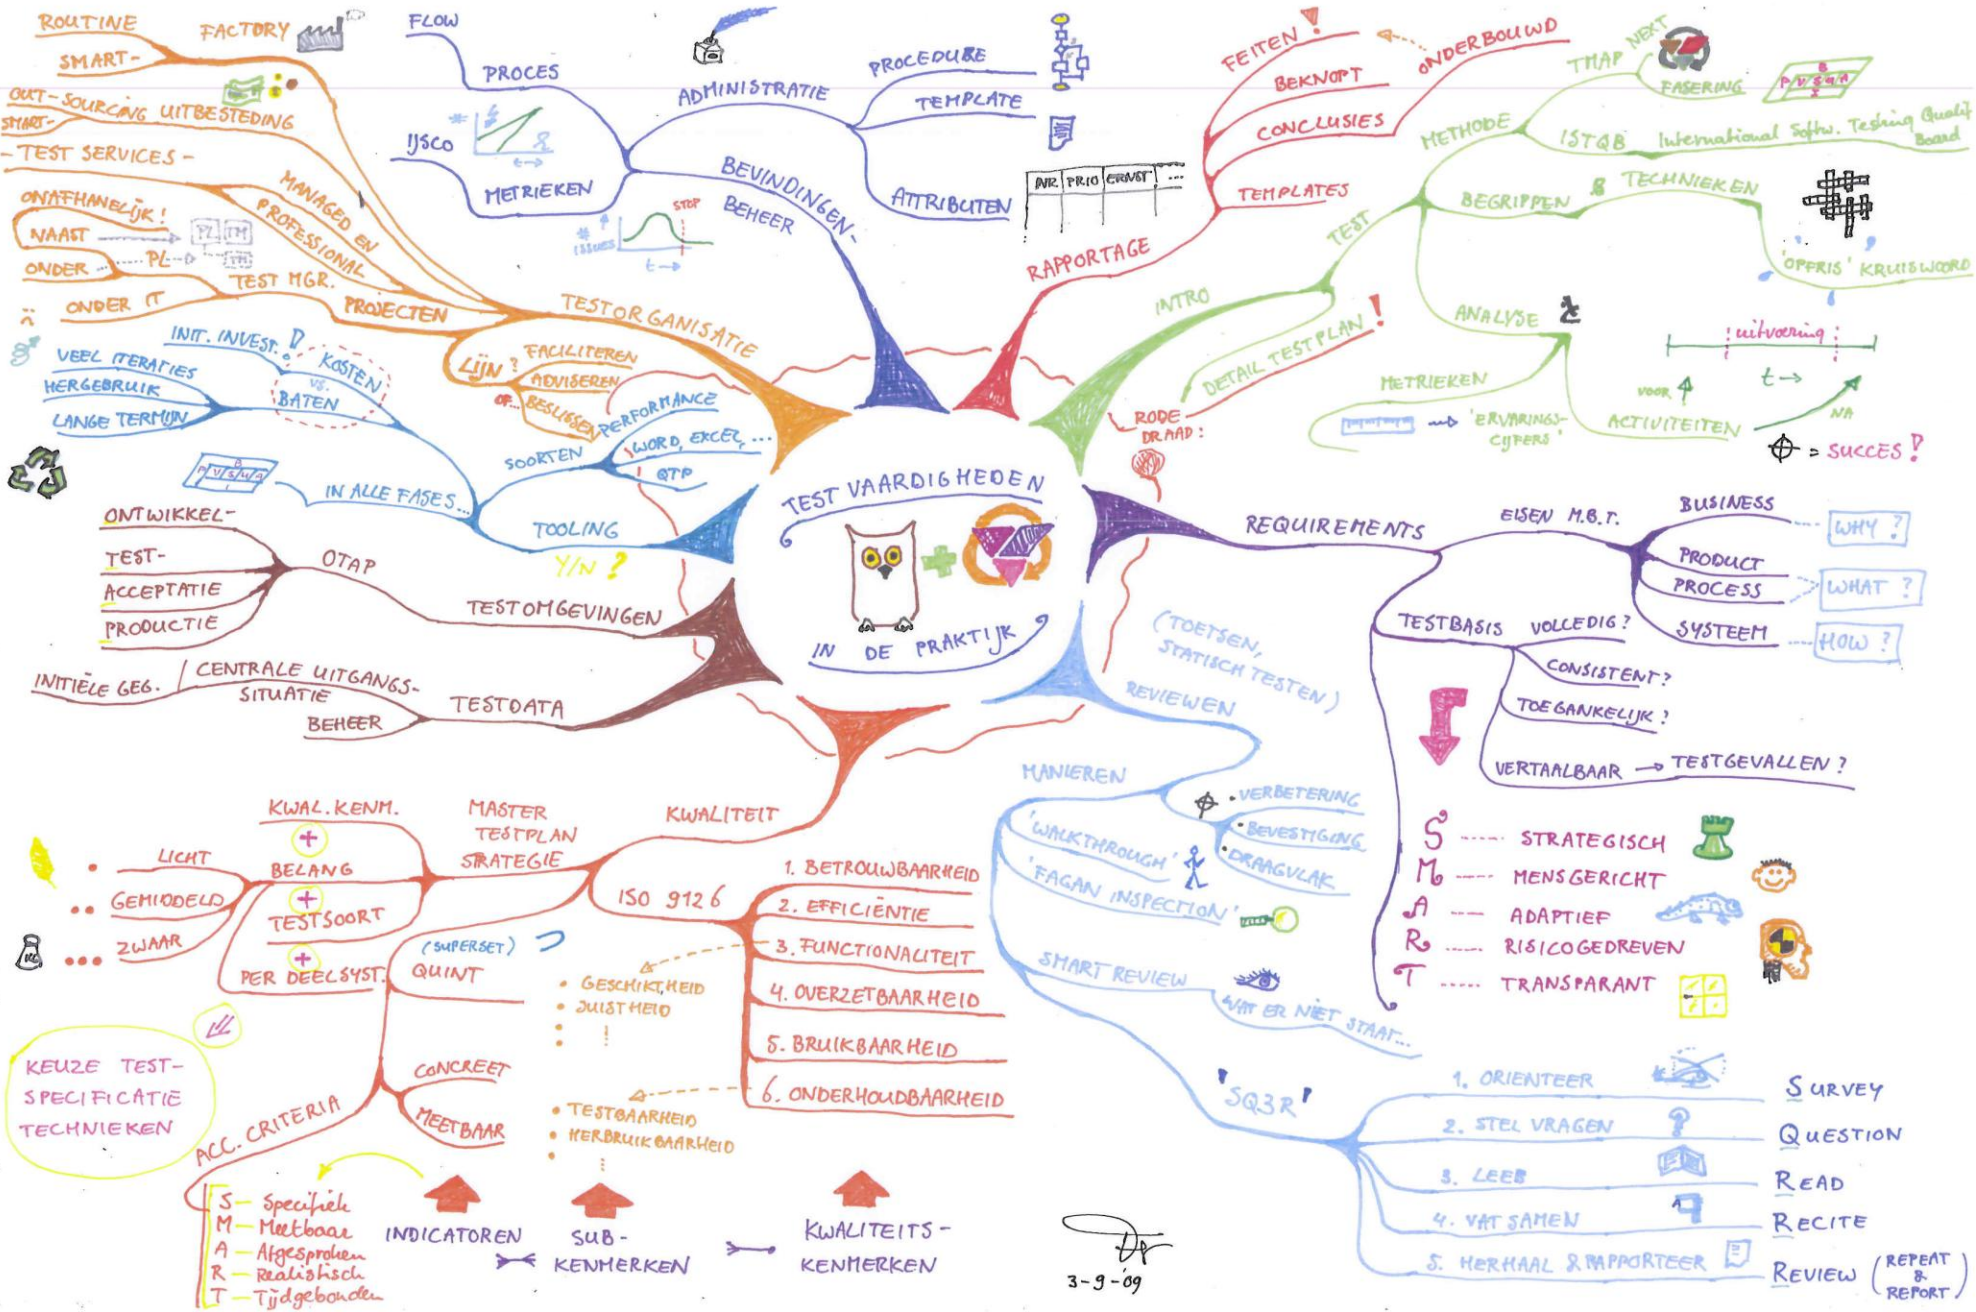 TESTVAARDIGHEDEN
IN DE PRAKTIJK
ROUTINE
FACTORY
SMART-
OUT-SOURCING UITBESTEDING
SMART-
- TEST SERVICES -
MANAGED EN
PROFESSIONAL
ONAFHANELIJK!
NAAST
PL TM
ONDER
PL
TM
ONDER IT
TEST MGR.
PROJECTEN
TESTORGANISATIE
LIJN?
FACILITEREN
ADVISEREN
OF...
BESLISSEN
FLOW
PROCES
IJSCO
METRIEKEN
#
t
ADMINISTRATIE
PROCEDURE
TEMPLATE
ATTRIBUTEN
NR PRIO ERNST ...
BEVINDINGEN-
BEHEER
STOP
# ISSUES
t
RAPPORTAGE
FEITEN!
BEKNOPT
CONCLUSIES
ONDERBOUWD
TEMPLATES
INTRO
TEST
METHODE
TMAP NEXT
FASERING
B
P V S U A
S
ISTQB
International Softw. Testing Qualif
Board
BEGRIPPEN
& TECHNIEKEN
'OPFRIS' KRUISWOORD
ANALYSE
METRIEKEN
'ERVARINGS-
CIJFERS'
ACTIVITEITEN
uitvoering
VOOR
t
NA
= SUCCES!
DETAIL TESTPLAN!
RODE
DRAAD:
INIT. INVEST.!
KOSTEN
VS.
BATEN
VEEL ITERATIES
HERGEBRUIK
LANGE TERMIJN
SOORTEN
PERFORMANCE
WORD, EXCEL, ...
QTP
IN ALLE FASES...
TOOLING
Y/N?
REQUIREMENTS
EISEN M.B.T.
BUSINESS
WHY?
PRODUCT
PROCESS
WHAT?
SYSTEEM
HOW?
TESTBASIS
VOLLEDIG?
CONSISTENT?
TOEGANKELIJK?
VERTAALBAAR → TESTGEVALLEN?
S ..... STRATEGISCH
M ---- MENSGERICHT
A ---- ADAPTIEF
R ---- RISICOGEDREVEN
T ..... TRANSPARANT
ONTWIKKEL-
TEST-
ACCEPTATIE
PRODUCTIE
OTAP
TESTOMGEVINGEN
INITIËLE GEG. / CENTRALE UITGANGS-
SITUATIE
BEHEER
TESTDATA
(TOETSEN,
STATISCH TESTEN)
REVIEWEN
MANIEREN
VERBETERING
BEVESTIGING
DRAAGVLAK
'WALKTHROUGH'
'FAGAN INSPECTION'
SMART REVIEW
WAT ER NIET STAAT...
'SQ3R'
1. ORIENTEER
SURVEY
2. STEL VRAGEN
QUESTION
3. LEES
READ
4. VAT SAMEN
RECITE
5. HERHAAL & RAPPORTEER
REVIEW (REPEAT
&
REPORT)
KWALITEIT
MASTER
TESTPLAN
STRATEGIE
KWAL. KENM.
+
BELANG
+
TESTSOORT
+
PER DEELSYST.
LICHT
GEMIDDELD
ZWAAR
KG
KEUZE TEST-
SPECIFICATIE
TECHNIEKEN
ISO 9126
1. BETROUWBAARHEID
2. EFFICIËNTIE
3. FUNCTIONALITEIT
4. OVERZETBAARHEID
5. BRUIKBAARHEID
6. ONDERHOUDBAARHEID
(SUPERSET)
QUINT
GESCHIKTHEID
JUISTHEID
TESTBAARHEID
HERBRUIKBAARHEID
ACC. CRITERIA
CONCREET
MEETBAAR
S - Specifiek
M - Meetbaar
A - Afgesproken
R - Realistisch
T - Tijdgebonden
INDICATOREN
SUB-
KENMERKEN
KWALITEITS-
KENMERKEN
3-9-'09